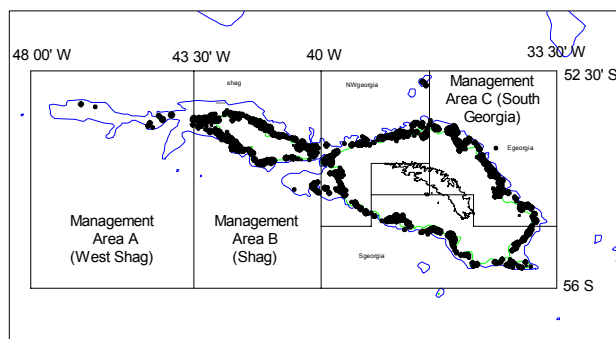 48 00' W
43 30' W
40 W
33 30' W
52 30' S
shag
NWgeorgia
Management
Area C (South
Georgia)
Egeorgia
Management
Area A
(West Shag)
Management
Area B
(Shag)
Sgeorgia
56 S